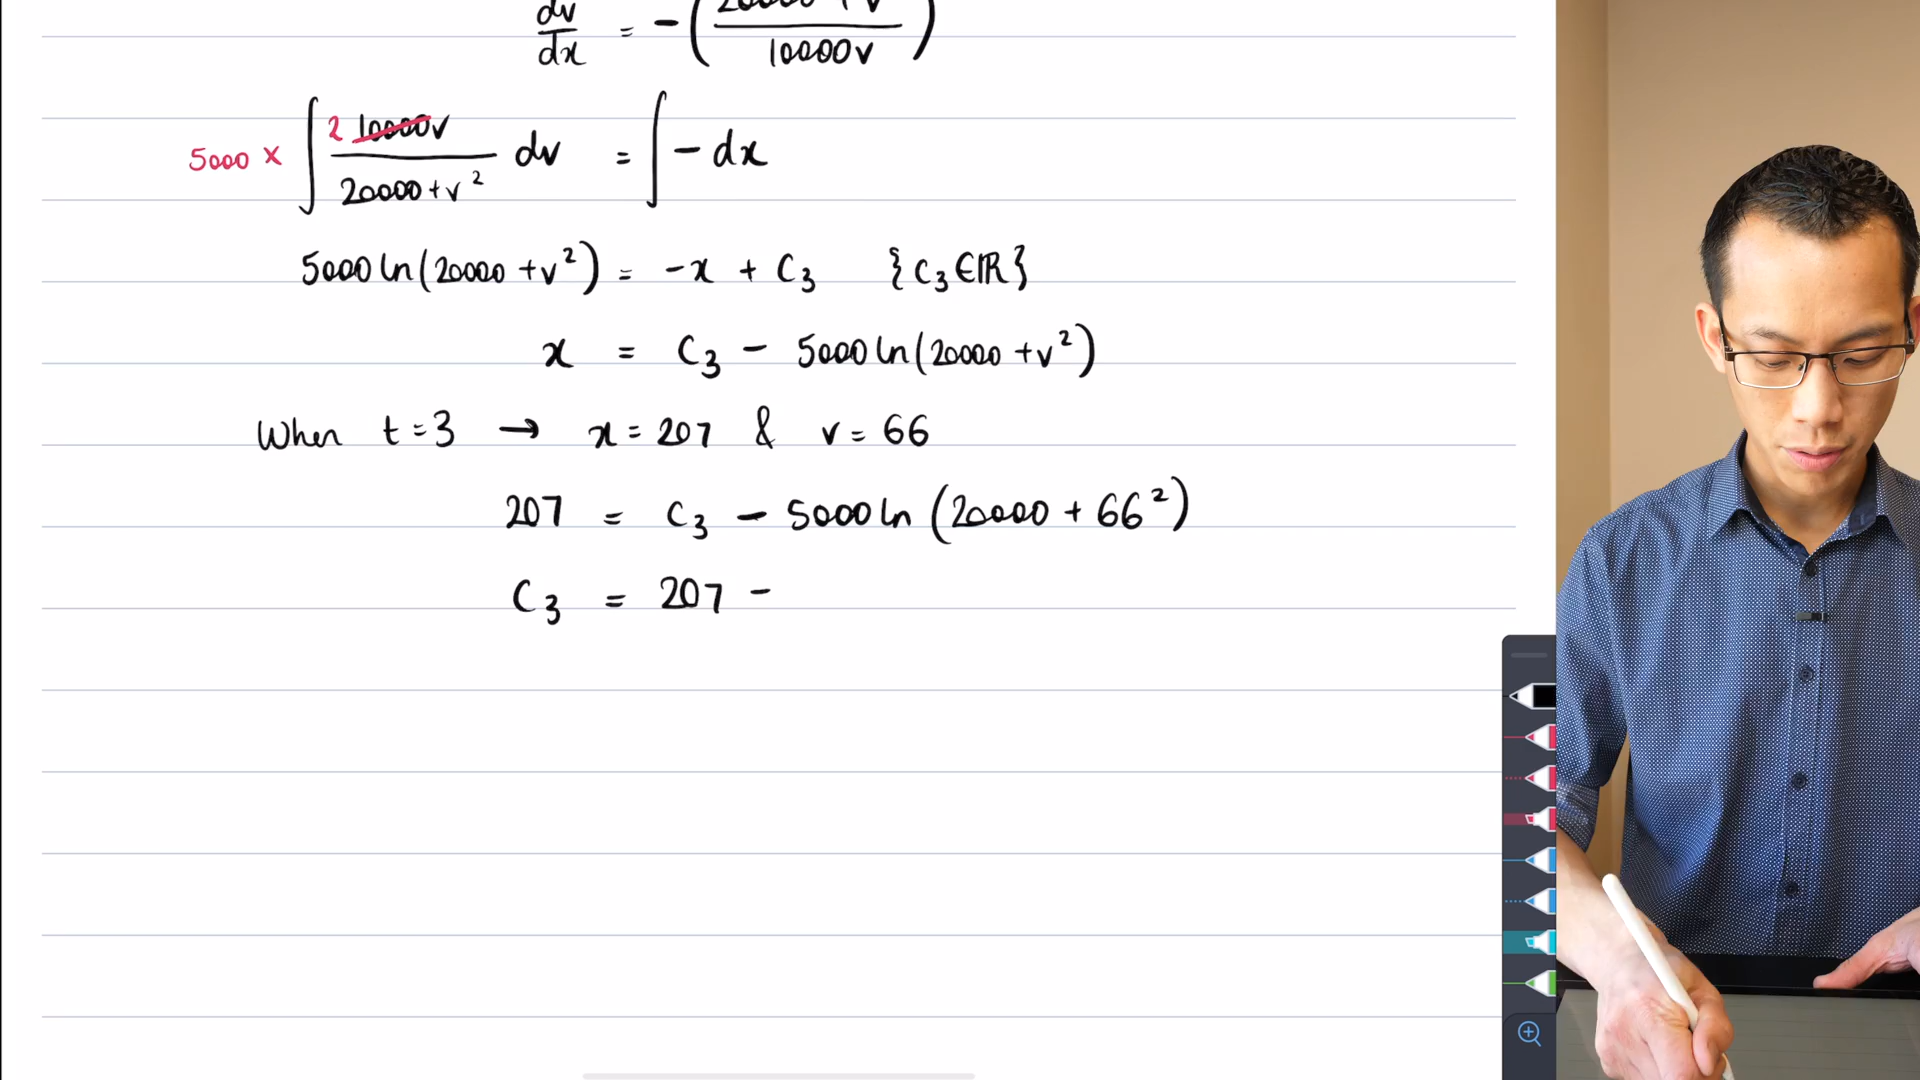 dv/dx = -(20000 + v / 10000v)
5000 × ∫ 2 10000v / 20000+v² dv = ∫ - dx
5000 ln(20000 +v²) = -x + C₃ {C₃∈ℝ}
x = C₃ - 5000 ln(20000 +v²)
When t=3 → x=207 & v=66
207 = C₃ - 5000 ln (20000 + 66²)
C₃ = 207 -